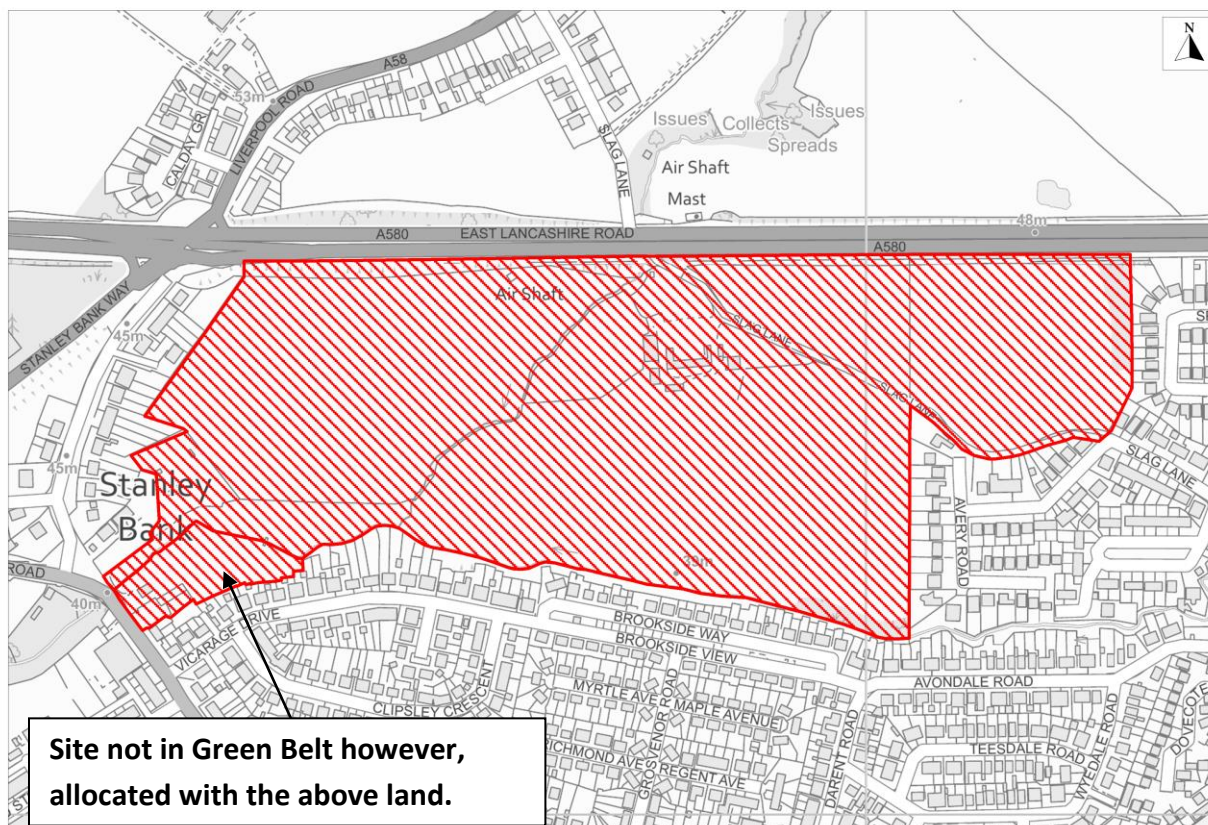 N
A58
LIVERPOOL ROAD
53m
CALDAY GR
SLAG LANE
Issues
Collects
Issues
Spreads
Air Shaft
Mast
48m
A580
EAST LANCASHIRE ROAD
A580
STANLEY BANK WAY
45m
Air Shaft
SLAG LANE
SLAG LANE
45m
Stanley
Bank
SLAG LANE
AVERY ROAD
ROAD
40m
39m
VICARAGE DRIVE
BROOKSIDE WAY
BROOKSIDE VIEW
AVONDALE ROAD
MYRTLE AVE
MAPLE AVENUE
CLIPSLEY CRESCENT
GROSVENOR ROAD
RICHMOND AVE
REGENT AVE
DARENT ROAD
TEESDALE ROAD
WYEDALE ROAD
DOVECOTE
Site not in Green Belt however,
allocated with the above land.